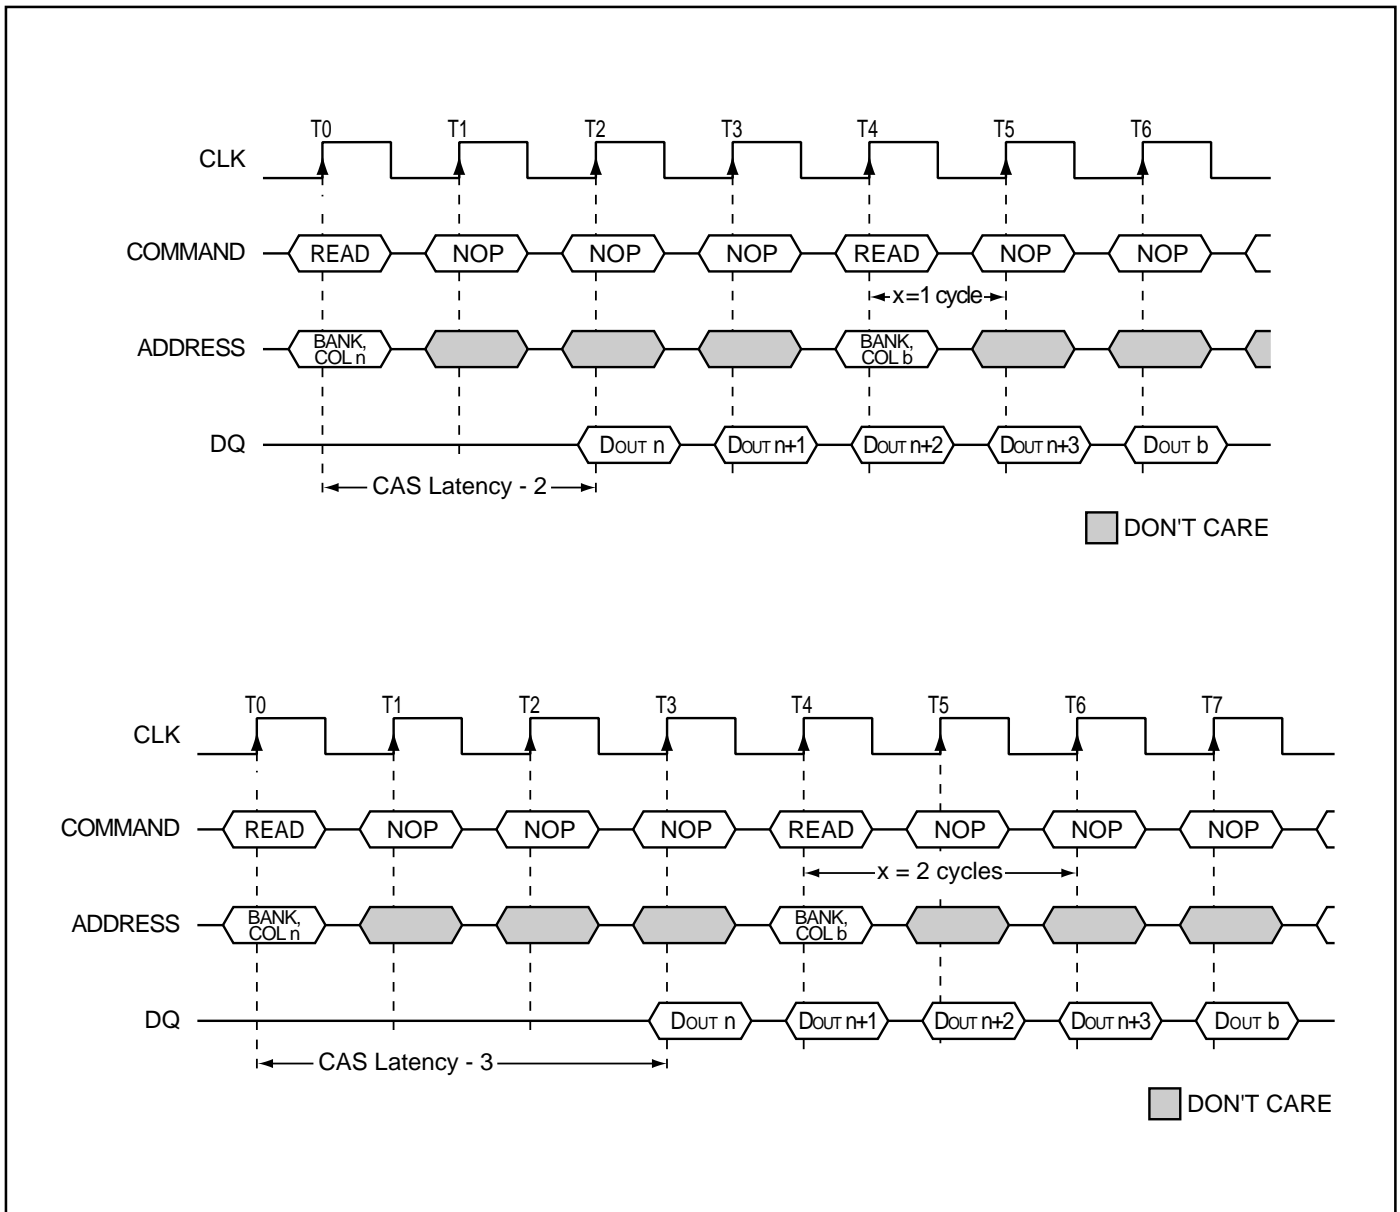 T0 T1 T2 T3 T4 T5 T6
CLK
COMMAND READ NOP NOP NOP READ NOP NOP
x=1 cycle
ADDRESS BANK, COL n BANK, COL b
DQ DOUT n DOUT n+1 DOUT n+2 DOUT n+3 DOUT b
CAS Latency - 2
DON'T CARE
T0 T1 T2 T3 T4 T5 T6 T7
CLK
COMMAND READ NOP NOP NOP READ NOP NOP NOP
x = 2 cycles
ADDRESS BANK, COL n BANK, COL b
DQ DOUT n DOUT n+1 DOUT n+2 DOUT n+3 DOUT b
CAS Latency - 3
DON'T CARE